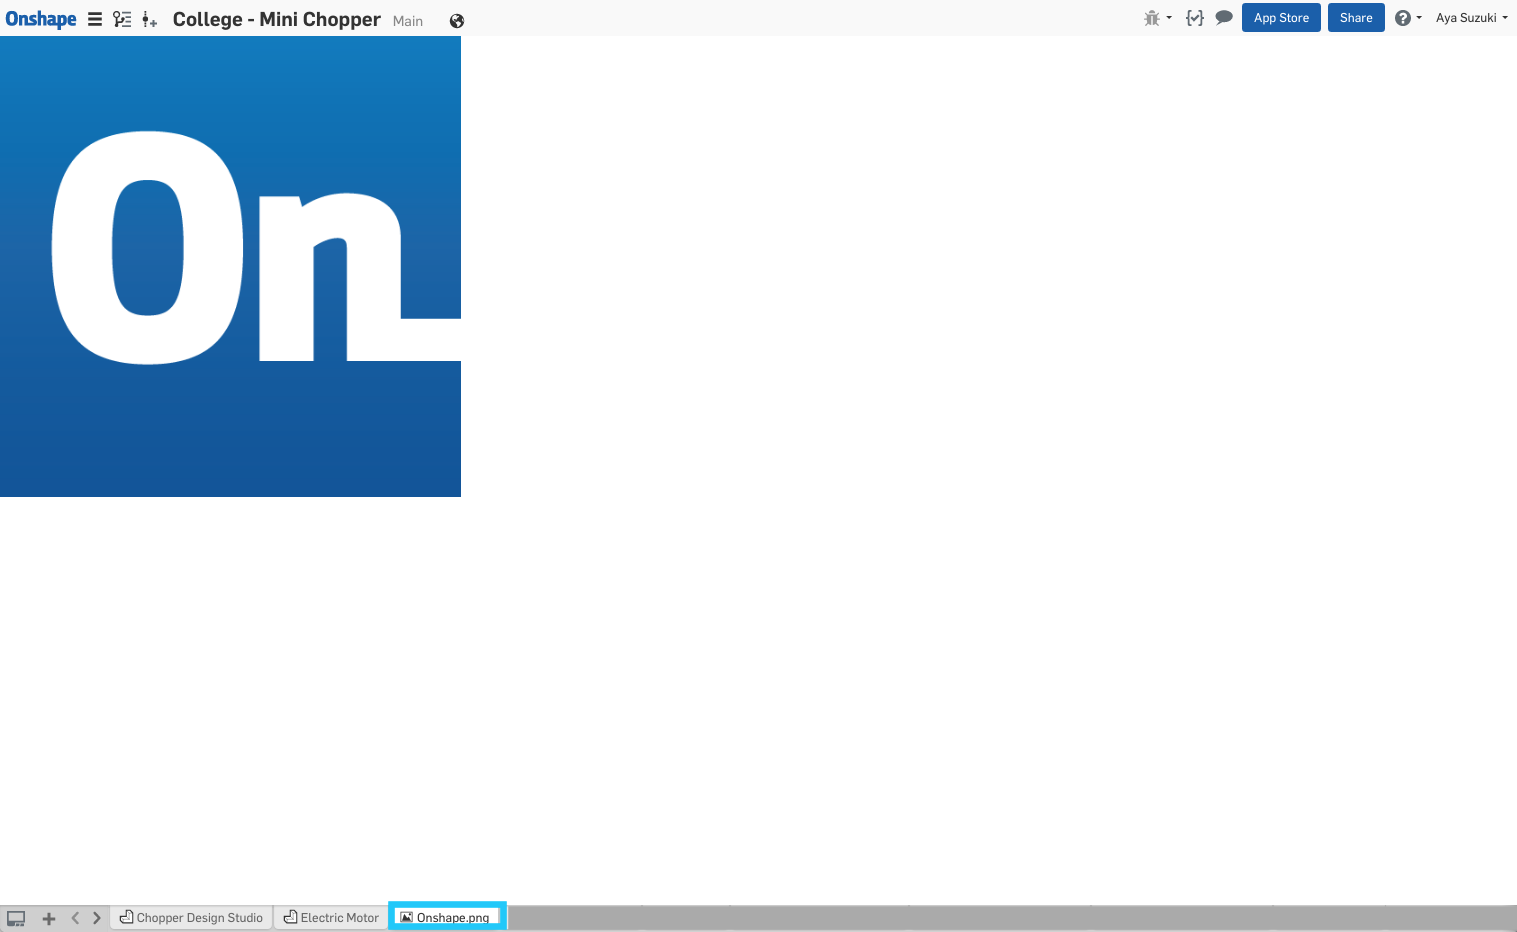 Onshape College - Mini Chopper Main App Store Share Aya Suzuki
On
Chopper Design Studio Electric Motor Onshape.png